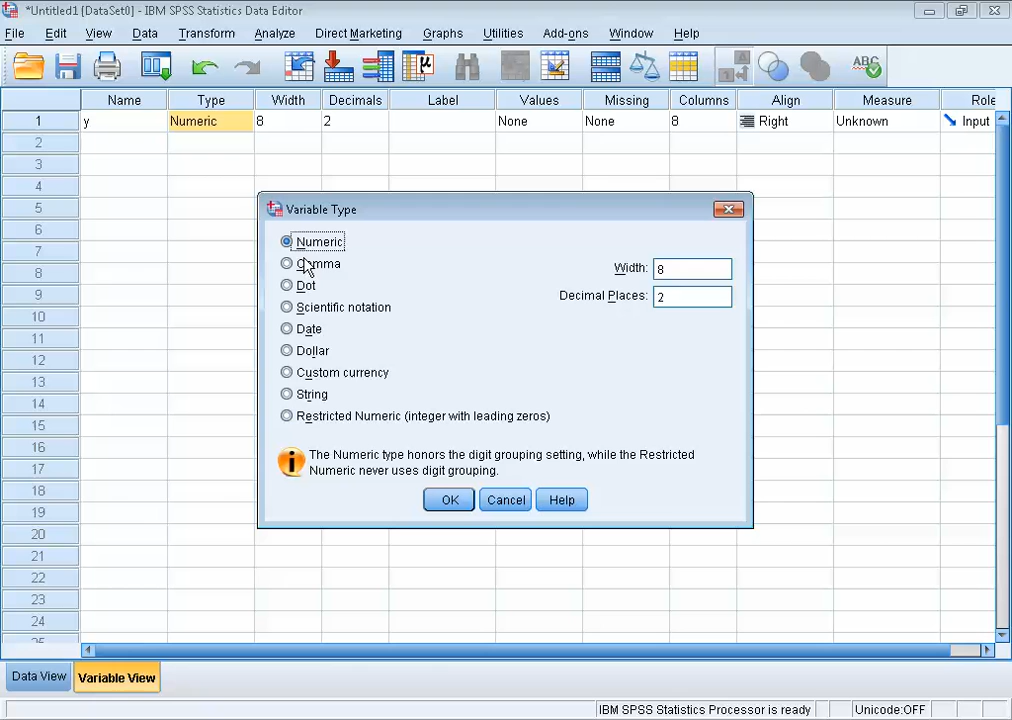 *Untitled1 [DataSet0] - IBM SPSS Statistics Data Editor
File Edit View Data Transform Analyze Direct Marketing Graphs Utilities Add-ons Window Help
μ ABC
Name Type Width Decimals Label Values Missing Columns Align Measure Role
1 y Numeric 8 2 None None 8 Right Unknown Input
2
3
4
5
6
7
8
9
10
11
12
13
14
15
16
17
18
19
20
21
22
23
24
25
Variable Type
Numeric
Comma
Dot
Scientific notation
Date
Dollar
Custom currency
String
Restricted Numeric (integer with leading zeros)
Width: 8
Decimal Places: 2
The Numeric type honors the digit grouping setting, while the Restricted
Numeric never uses digit grouping.
OK Cancel Help
Data View Variable View
IBM SPSS Statistics Processor is ready Unicode:OFF